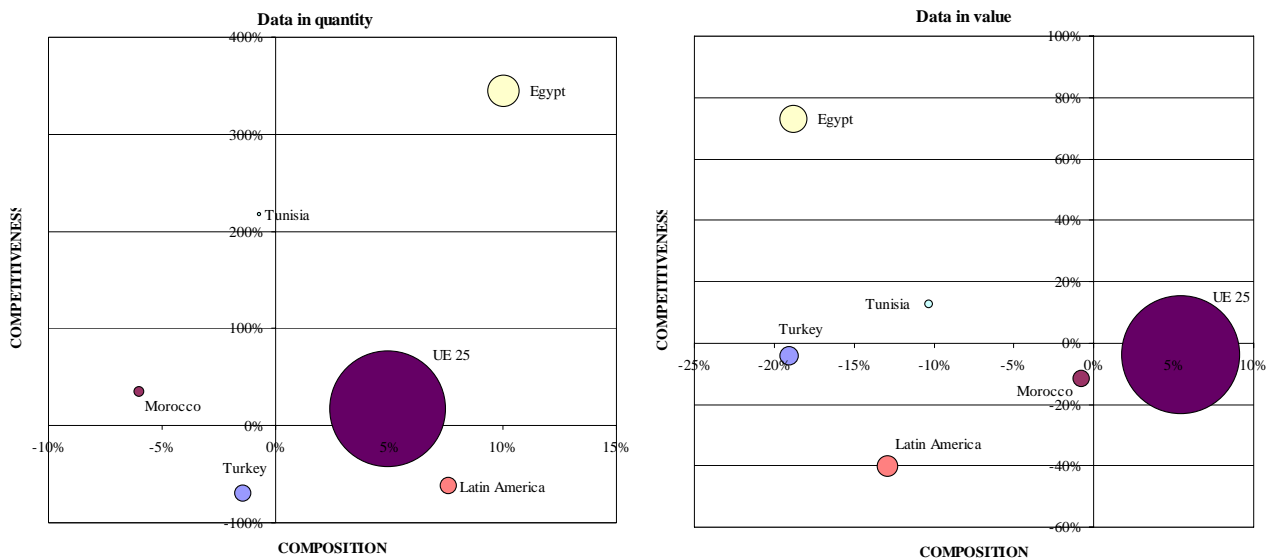 Data in quantity
400%
Egypt
300%
Tunisia
200%
COMPETITIVENESS
100%
UE 25
Morocco
-10%
-5%
0%
5%
10%
15%
Turkey
Latin America
-100%
COMPOSITION
Data in value
100%
80%
Egypt
60%
40%
COMPETITIVENESS
20%
Tunisia
UE 25
Turkey
0%
-25%
-20%
-15%
-10%
-5%
0%
5%
10%
Morocco
-20%
Latin America
-40%
-60%
COMPOSITION